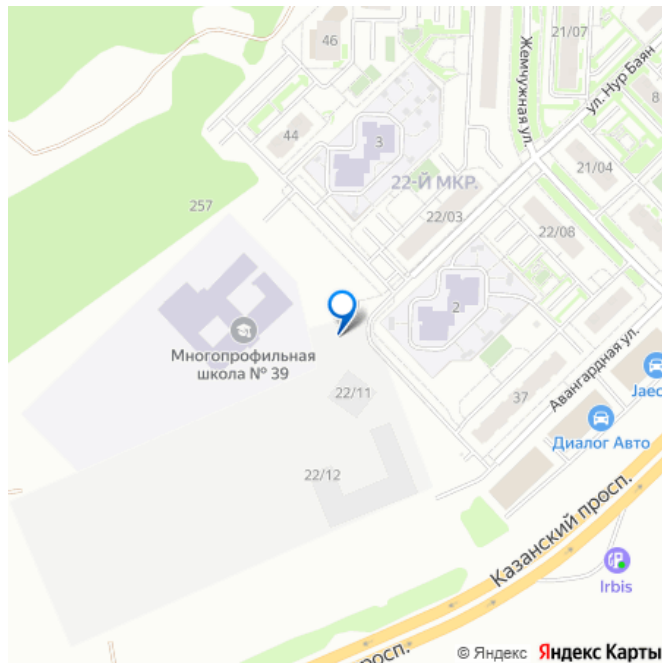 46
21/07
Жемчужная ул.
ул. Нур Баян
8
44
3
22-Й МКР.
21/04
257
22/03
22/08
2
Многопрофильная
школа № 39
22/11
37
Авангардная ул.
Jaec
Диалог Авто
22/12
Казанский просп.
Irbis
просп.
© Яндекс Яндекс Карты